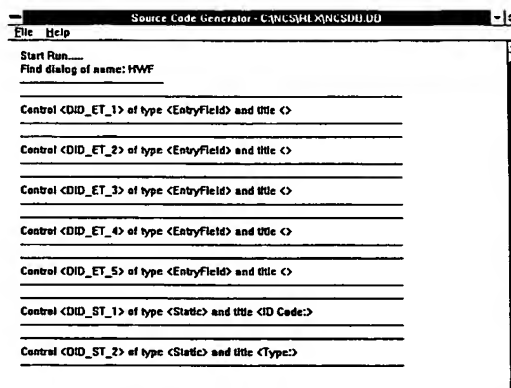 Source Code Generator - C:\NCS\HLX\NCSDD.DD
File Help
Start Run.....
Find dialog of name: HWF
Control <DID_ET_1> of type <EntryField> and title <>
Control <DID_ET_2> of type <EntryField> and title <>
Control <DID_ET_3> of type <EntryField> and title <>
Control <DID_ET_4> of type <EntryField> and title <>
Control <DID_ET_5> of type <EntryField> and title <>
Control <DID_ST_1> of type <Static> and title <ID Code:>
Control <DID_ST_2> of type <Static> and title <Type:>